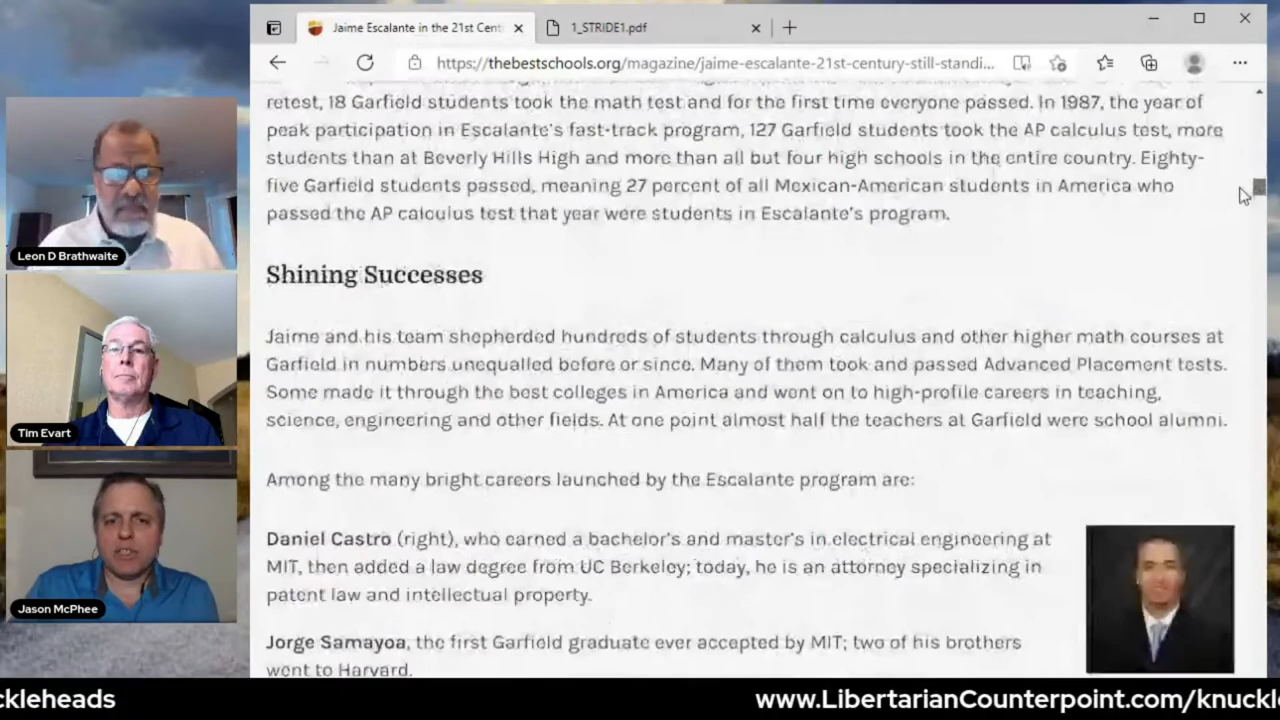 Jaime Escalante in the 21st Cent
1_STRIDE1.pdf
https://thebestschools.org/magazine/jaime-escalante-21st-century-still-standi...
retest, 18 Garfield students took the math test and for the first time everyone passed. In 1987, the year of
peak participation in Escalante's fast-track program, 127 Garfield students took the AP calculus test, more
students than at Beverly Hills High and more than all but four high schools in the entire country. Eighty-
five Garfield students passed, meaning 27 percent of all Mexican-American students in America who
passed the AP calculus test that year were students in Escalante's program.
Shining Successes
Jaime and his team shepherded hundreds of students through calculus and other higher math courses at
Garfield in numbers unequalled before or since. Many of them took and passed Advanced Placement tests.
Some made it through the best colleges in America and went on to high-profile careers in teaching,
science, engineering and other fields. At one point almost half the teachers at Garfield were school alumni.
Among the many bright careers launched by the Escalante program are:
Daniel Castro (right), who earned a bachelor's and master's in electrical engineering at
MIT, then added a law degree from UC Berkeley; today, he is an attorney specializing in
patent law and intellectual property.
Jorge Samayoa, the first Garfield graduate ever accepted by MIT; two of his brothers
went to Harvard.
Leon D Brathwaite
Tim Evart
Jason McPhee
ckleheads
www.LibertarianCounterpoint.com/knuckle